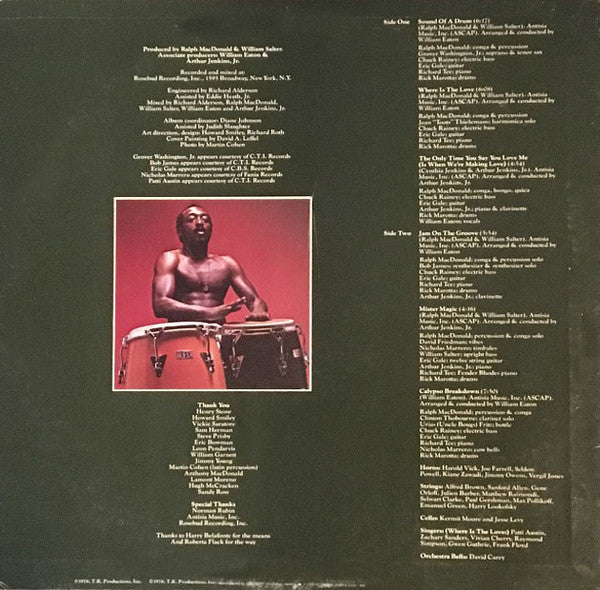 Produced by Ralph MacDonald & William Salter
Associate producers: William Eaton &
Arthur Jenkins, Jr.
Recorded and mixed at:
Rosebud Recording, Inc., 1595 Broadway, New York, N.Y.
Engineered by Richard Alderson
Assisted by Eddie Heath, Jr.
Mixed by Richard Alderson, Ralph MacDonald,
William Salter, William Eaton and Arthur Jenkins, Jr.
Album coordinator: Diane Johnson
Assisted by Judith Slaughter
Art direction, design: Howard Smiley, Richard Roth
Cover Painting by David A. Leffel
Photo by Martin Cohen
Grover Washington, Jr. appears courtesy of C.T.I. Records
Bob James appears courtesy of C.T.I. Records
Eric Gale appears courtesy of C.B.S. Records
Nicholas Marrero appears courtesy of Fania Records
Patti Austin appears courtesy of C.T.I. Records
Thank You
Henry Stone
Howard Smiley
Vickie Saratore
Sam Herman
Steve Prisby
Eric Bowman
Leon Pendarvis
William Garnett
Jimmy Young
Martin Cohen (latin percussion)
Anthony MacDonald
Lamont Moreno
Hugh McCracken
Sandy Ross
Special Thanks
Norman Rubin
Antisia Music, Inc.
Rosebud Recording, Inc.
Thanks to Harry Belafonte for the means
And Roberta Flack for the way
©1976, T.K. Productions, Inc. ℗1976, T.K. Productions, Inc.
Side One
Sound Of A Drum (6:17)
(Ralph MacDonald & William Salter). Antisia
Music, Inc. (ASCAP). Arranged & conducted by
William Eaton
Ralph MacDonald: conga & percussion
Grover Washington, Jr.: soprano & tenor sax
Chuck Rainey: electric bass
Eric Gale: guitar
Richard Tee: piano
Rick Marotta: drums
Where Is The Love (6:08)
(Ralph MacDonald & William Salter). Antisia
Music, Inc. (ASCAP). Arranged & conducted by
William Eaton
Ralph MacDonald: conga & percussion
Jean "Toots" Thielemans: harmonica solo
Chuck Rainey: electric bass
Eric Gale: guitar
Richard Tee: piano
Rick Marotta: drums
The Only Time You Say You Love Me
(Is When We're Making Love) (4:54)
(Cynthia Jenkins & Arthur Jenkins, Jr.). Antisia
Music, Inc. (ASCAP). Arranged & conducted by
Arthur Jenkins, Jr.
Ralph MacDonald: conga, bongo, quica
Chuck Rainey: electric bass
Eric Gale: guitar
Arthur Jenkins, Jr.: piano & clavinette
Rick Marotta: drums
William Eaton: vocals
Side Two
Jam On The Groove (5:34)
(Ralph MacDonald & William Salter). Antisia
Music, Inc. (ASCAP). Arranged & conducted by
William Eaton
Ralph MacDonald: conga & percussion solo
Bob James: synthesizer & synthesizer solo
Chuck Rainey: electric bass
Eric Gale: guitar
Richard Tee: piano
Rick Marotta: drums
Arthur Jenkins, Jr.: clavinette
Mister Magic (4:16)
(Ralph MacDonald & William Salter). Antisia
Music, Inc. (ASCAP). Arranged & conducted by
Arthur Jenkins, Jr.
Ralph MacDonald: percussion & conga solo
David Friedman: vibes
Nicholas Marrero: timbales
William Salter: upright bass
Eric Gale: twelve string guitar
Arthur Jenkins, Jr.: piano
Richard Tee: Fender Rhodes piano
Rick Marotta: drums
Calypso Breakdown (7:50)
(William Eaton). Antisia Music, Inc. (ASCAP).
Arranged & conducted by William Eaton
Ralph MacDonald: percussion & conga
Clinton Thobourne: clarinet solo
Urias (Uncle Bougs) Fritz: bottle
Chuck Rainey: electric bass
Eric Gale: guitar
Richard Tee: piano
Nicholas Marrero: cow bells
Rick Marotta: drums
Horns: Harold Vick, Joe Farrell, Seldon
Powell, Kiane Zawadi, Jimmy Owens, Vergil Jones
Strings: Alfred Brown, Sanford Allen, Gene
Orloff, Julien Barber, Matthew Raimondi,
Selwart Clarke, Paul Gershman, Max Pollikoff,
Emanuel Green, Harry Lookofsky
Cellos Kermit Moore and Jesse Levy
Singers: (Where Is The Love) Patti Austin,
Zachary Sanders, Vivian Cherry, Raymond
Simpson, Gwen Guthrie, Frank Floyd
Orchestra Bells: David Carey